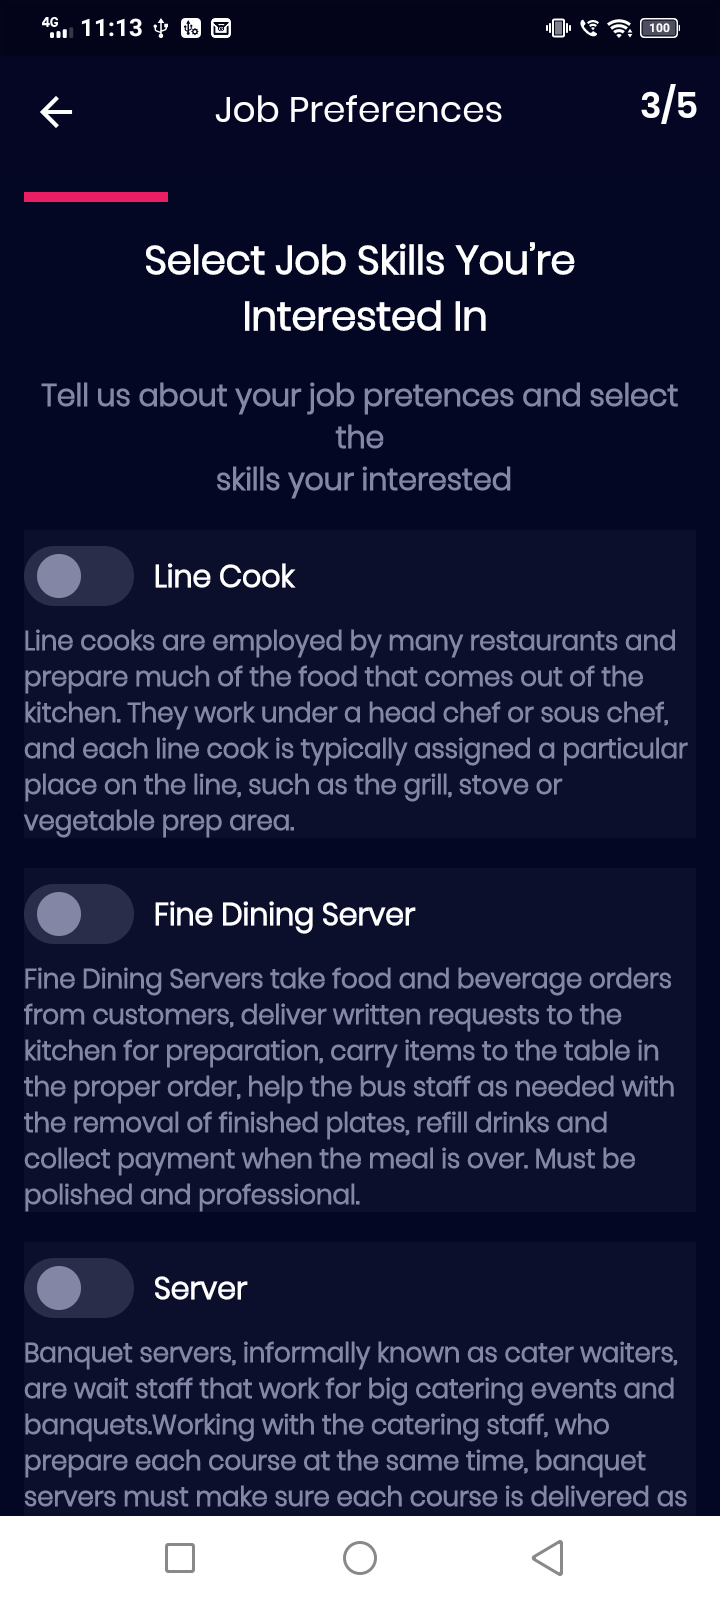 4G 11:13 100
Job Preferences 3/5
Select Job Skills You're
Interested In
Tell us about your job pretences and select
the
skills your interested
Line Cook
Line cooks are employed by many restaurants and
prepare much of the food that comes out of the
kitchen. They work under a head chef or sous chef,
and each line cook is typically assigned a particular
place on the line, such as the grill, stove or
vegetable prep area.
Fine Dining Server
Fine Dining Servers take food and beverage orders
from customers, deliver written requests to the
kitchen for preparation, carry items to the table in
the proper order, help the bus staff as needed with
the removal of finished plates, refill drinks and
collect payment when the meal is over. Must be
polished and professional.
Server
Banquet servers, informally known as cater waiters,
are wait staff that work for big catering events and
banquets.Working with the catering staff, who
prepare each course at the same time, banquet
servers must make sure each course is delivered as